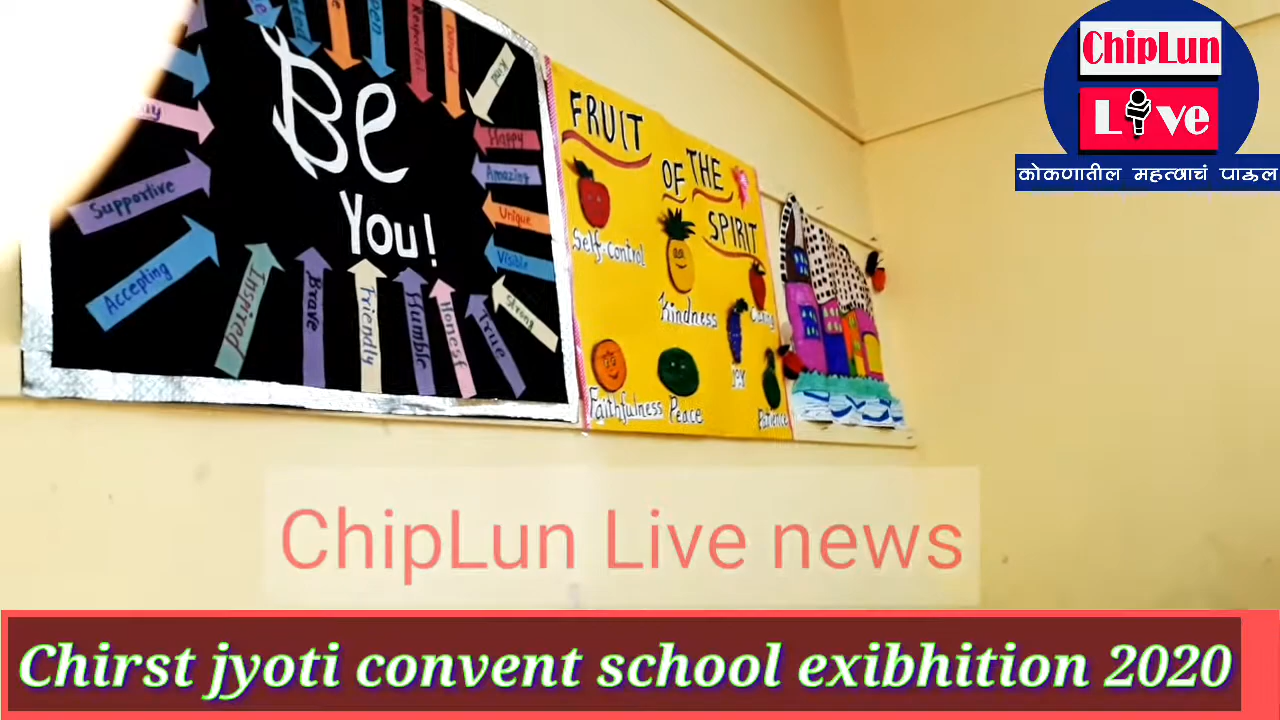 ChipLun
Live
कोकणातील महत्वाचं पाऊल
Be
You!
Open
Respectful
Kind
Happy
Amazing
Unique
Visible
Strong
True
Honest
Humble
Friendly
Brave
Inspired
Accepting
Supportive
FRUIT
OF THE
SPIRIT
Self-control
Kindness
Faithfulness
Peace
Joy
Patience
ChipLun Live news
Chirst jyoti convent school exibhition 2020